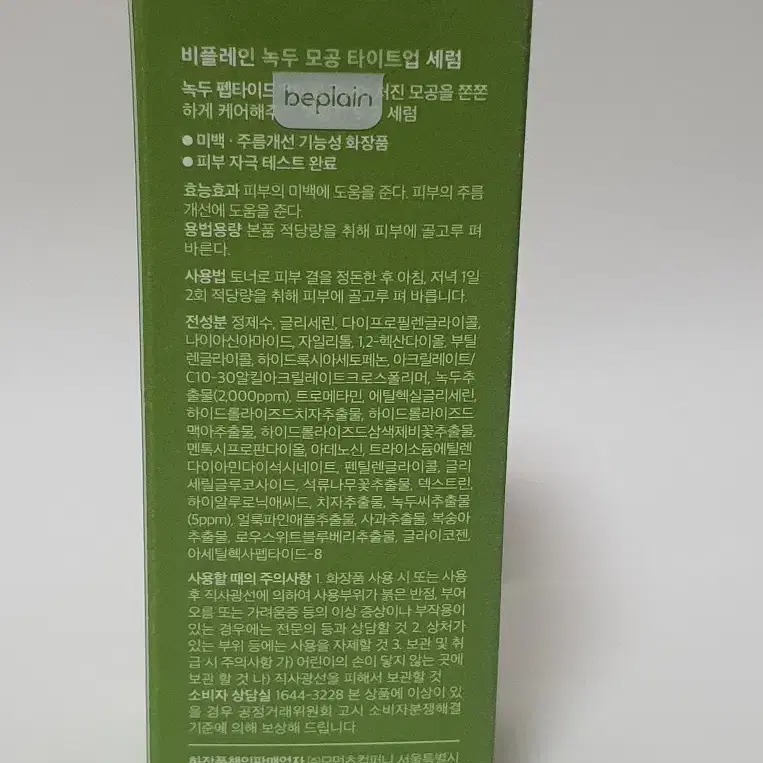 비플레인 녹두 모공 타이트업 세럼
녹두 펩타이드 진 모공을 쫀쫀
beplain
하게 케어해주 세럼
● 미백 · 주름개선 기능성 화장품
● 피부 자극 테스트 완료
효능효과 피부의 미백에 도움을 준다. 피부의 주름
개선에 도움을 준다.
용법용량 본품 적당량을 취해 피부에 골고루 펴
바른다.
사용법 토너로 피부 결을 정돈한 후 아침, 저녁 1일
2회 적당량을 취해 피부에 골고루 펴 바릅니다.
전성분 정제수, 글리세린, 다이프로필렌글라이콜,
나이아신아마이드, 자일리톨, 1,2-헥산다이올, 부틸
렌글라이콜, 하이드록시아세토페논, 아크릴레이트/
C10-30알킬아크릴레이트크로스폴리머, 녹두추
출물(2,000ppm), 트로메타민, 에틸헥실글리세린,
하이드롤라이즈드치자추출물, 하이드롤라이즈드
맥아추출물, 하이드롤라이즈드삼색제비꽃추출물,
멘톡시프로판다이올, 아데노신, 트라이소듐에틸렌
다이아민다이석시네이트, 펜틸렌글라이콜, 글리
세릴글루코사이드, 석류나무꽃추출물, 덱스트린,
하이알루로닉애씨드, 치자추출물, 녹두씨추출물
(5ppm), 얼룩파인애플추출물, 사과추출물, 복숭아
추출물, 로우스위트블루베리추출물, 글라이코젠,
아세틸헥사펩타이드-8
사용할 때의 주의사항 1. 화장품 사용 시 또는 사용
후 직사광선에 의하여 사용부위가 붉은 반점, 부어
오름 또는 가려움증 등의 이상 증상이나 부작용이
있는 경우에는 전문의 등과 상담할 것 2. 상처가
있는 부위 등에는 사용을 자제할 것 3. 보관 및 취
급 시 주의사항 가) 어린이의 손이 닿지 않는 곳에
보관 할 것 나) 직사광선을 피해서 보관할 것
소비자 상담실 1644-3228 본 상품에 이상이 있
을 경우 공정거래위원회 고시 소비자분쟁해결
기준에 의해 보상해 드립니다.
화장품책임판매업자 ㈜모먼츠컴퍼니 서울특별시